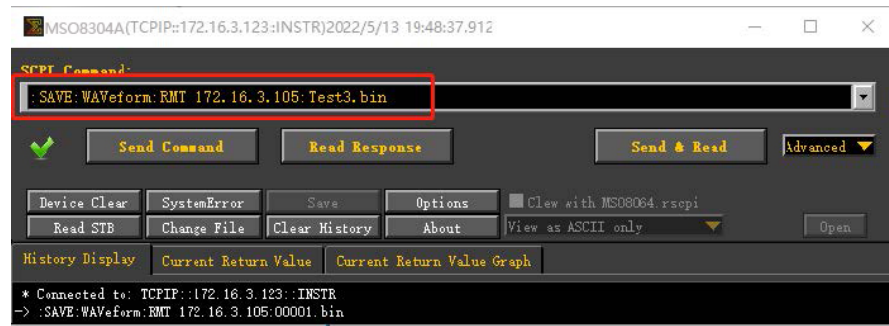 MSO8304A(TCPIP::172.16.3.123::INSTR)2022/5/13 19:48:37.912
SCPI Command:
:SAVE:WAVeform:RMT 172.16.3.105:Test3.bin
Send Command Read Response Send & Read Advanced
Device Clear SystemError Save Options Clew with MSO8064.rscpi
Read STB Change File Clear History About View as ASCII only Open
History Display Current Return Value Current Return Value Graph
* Connected to: TCPIP::172.16.3.123::INSTR
-> :SAVE:WAVeform:RMT 172.16.3.105:00001.bin